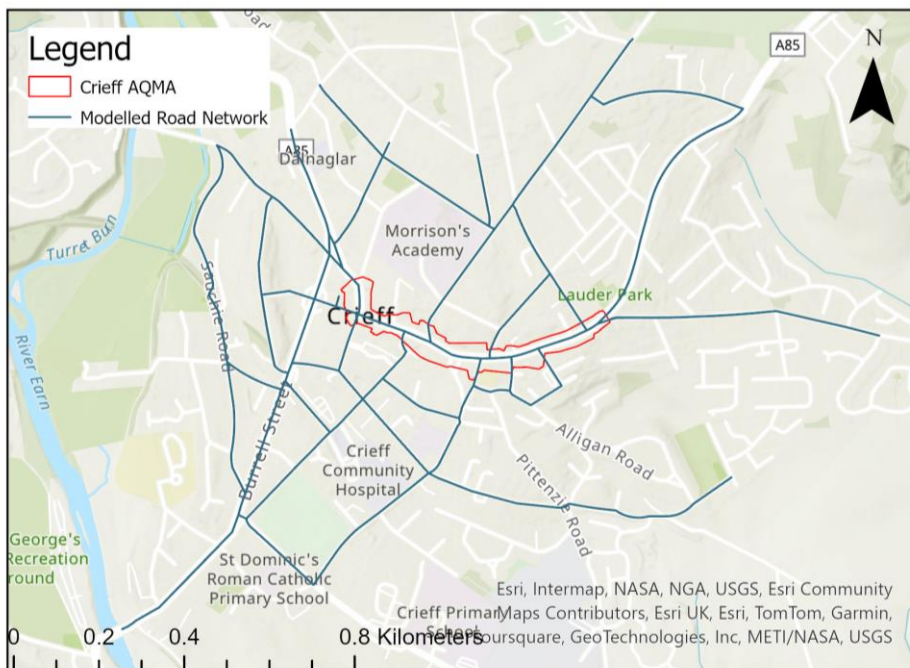 Legend
Crieff AQMA
Modelled Road Network
A85
N
A85
Dalnaglar
Morrison's
Academy
Turret Burn
Sauchie Road
Lauder Park
Crieff
River Earn
Burrell Street
Alligan Road
Crieff
Community
Hospital
Pittenzie Road
George's
Recreation
round
St Dominic's
Roman Catholic
Primary School
Esri, Intermap, NASA, NGA, USGS, Esri Community
Crieff Primar
Maps Contributors, Esri UK, Esri, TomTom, Garmin,
oursquare, GeoTechnologies, Inc, METI/NASA, USGS
0 0.2 0.4 0.8 Kilometers